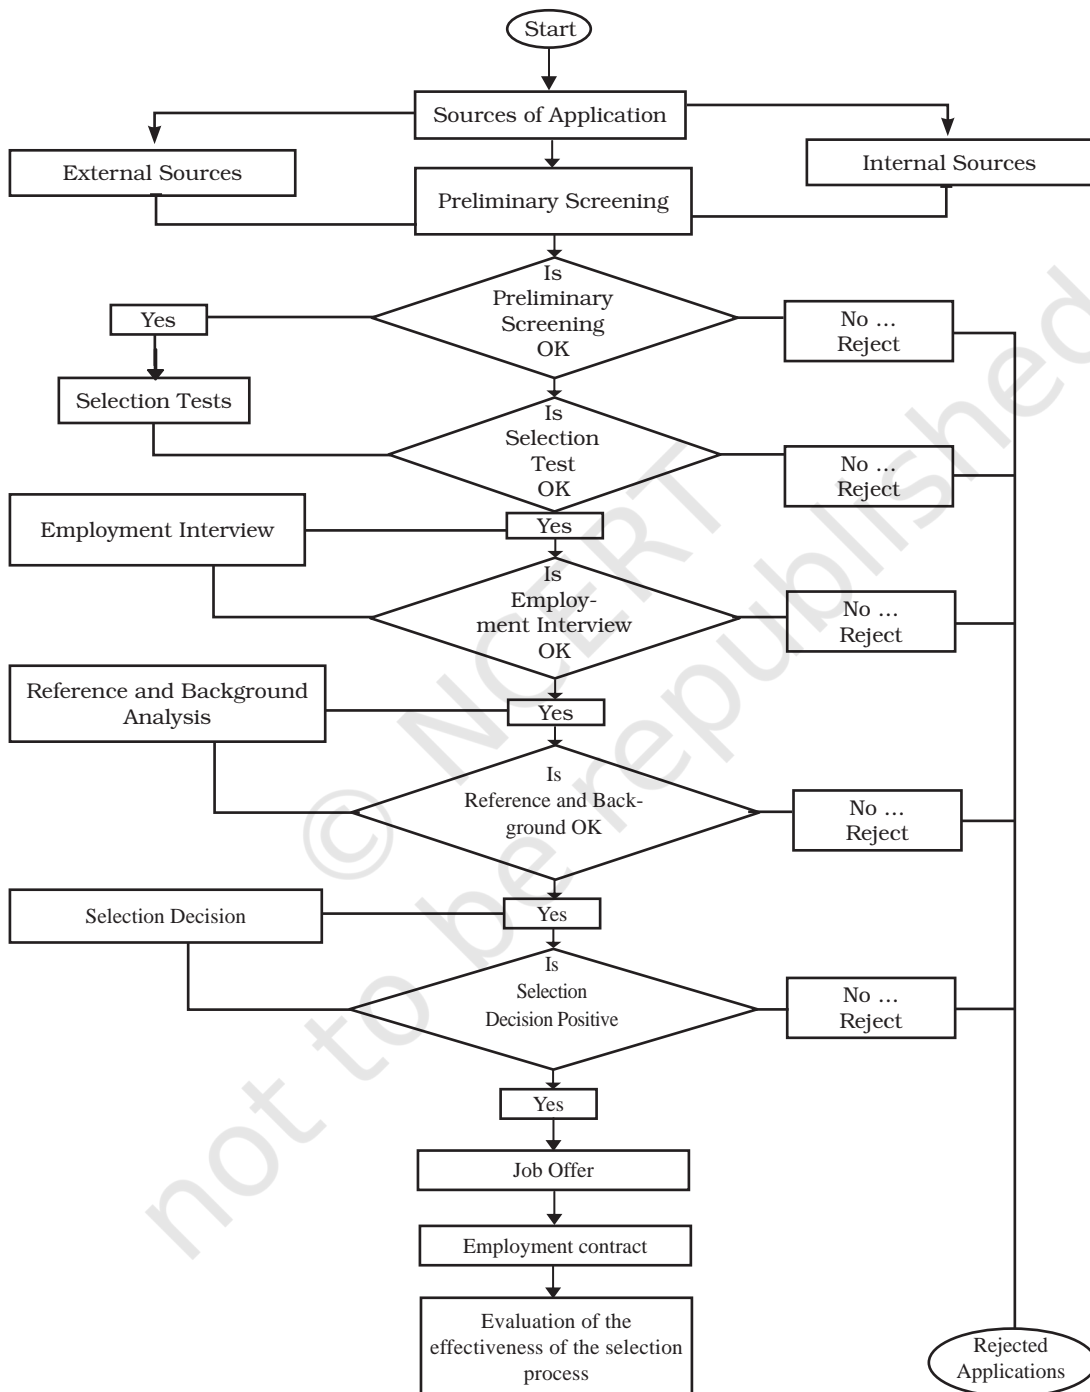 Start
Sources of Application
External Sources
Internal Sources
Preliminary Screening
Is
Preliminary
Screening
OK
Yes
No ...
Reject
Selection Tests
Is
Selection
Test
OK
No ...
Reject
Employment Interview
Yes
Is
Employ-
ment Interview
OK
No ...
Reject
Reference and Background
Analysis
Yes
Is
Reference and Back-
ground OK
No ...
Reject
Selection Decision
Yes
Is
Selection
Decision Positive
No ...
Reject
Yes
Job Offer
Employment contract
Evaluation of the
effectiveness of the selection
process
Rejected
Applications
© NCERT
not to be republished